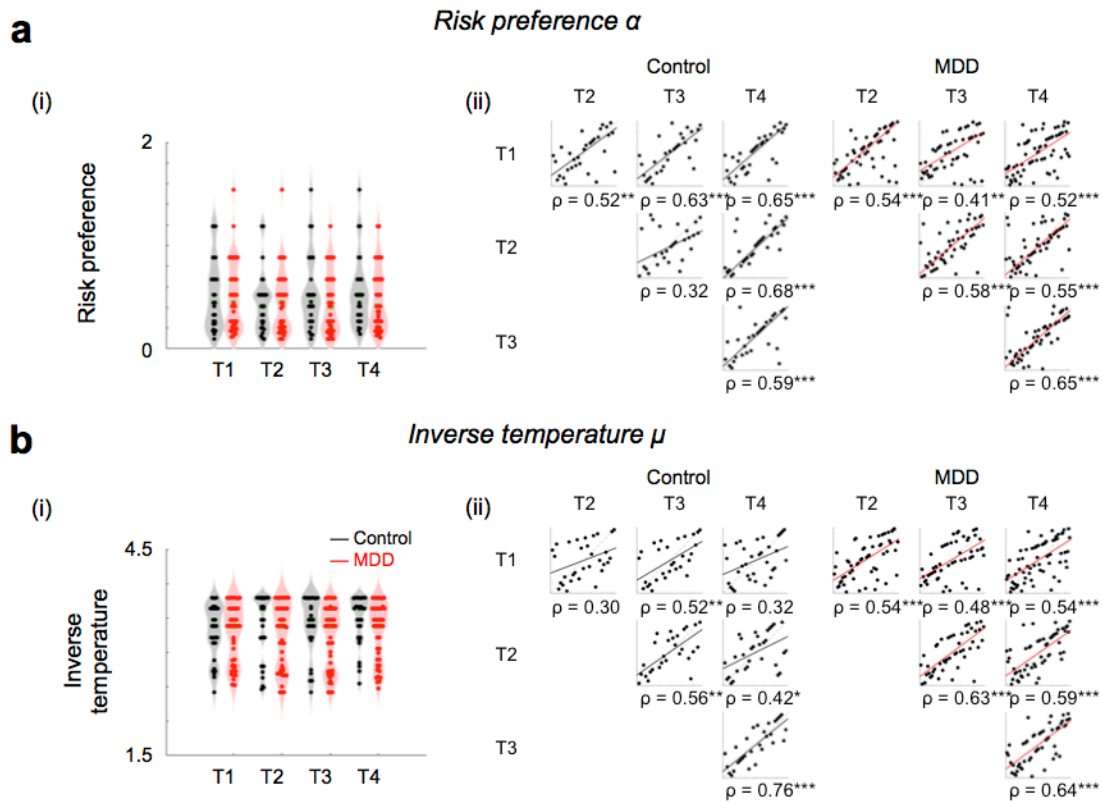 a
Risk preference α
(i)
Risk preference
2
0
T1 T2 T3 T4
(ii)
Control MDD
T2 T3 T4 T2 T3 T4
T1
ρ = 0.52** ρ = 0.63*** ρ = 0.65*** ρ = 0.54*** ρ = 0.41** ρ = 0.52***
T2
ρ = 0.32 ρ = 0.68*** ρ = 0.58*** ρ = 0.55***
T3
ρ = 0.59*** ρ = 0.65***
b
Inverse temperature μ
(i)
Inverse
temperature
4.5
1.5
Control
MDD
T1 T2 T3 T4
(ii)
Control MDD
T2 T3 T4 T2 T3 T4
T1
ρ = 0.30 ρ = 0.52** ρ = 0.32 ρ = 0.54*** ρ = 0.48*** ρ = 0.54***
T2
ρ = 0.56** ρ = 0.42* ρ = 0.63*** ρ = 0.59***
T3
ρ = 0.76*** ρ = 0.64***